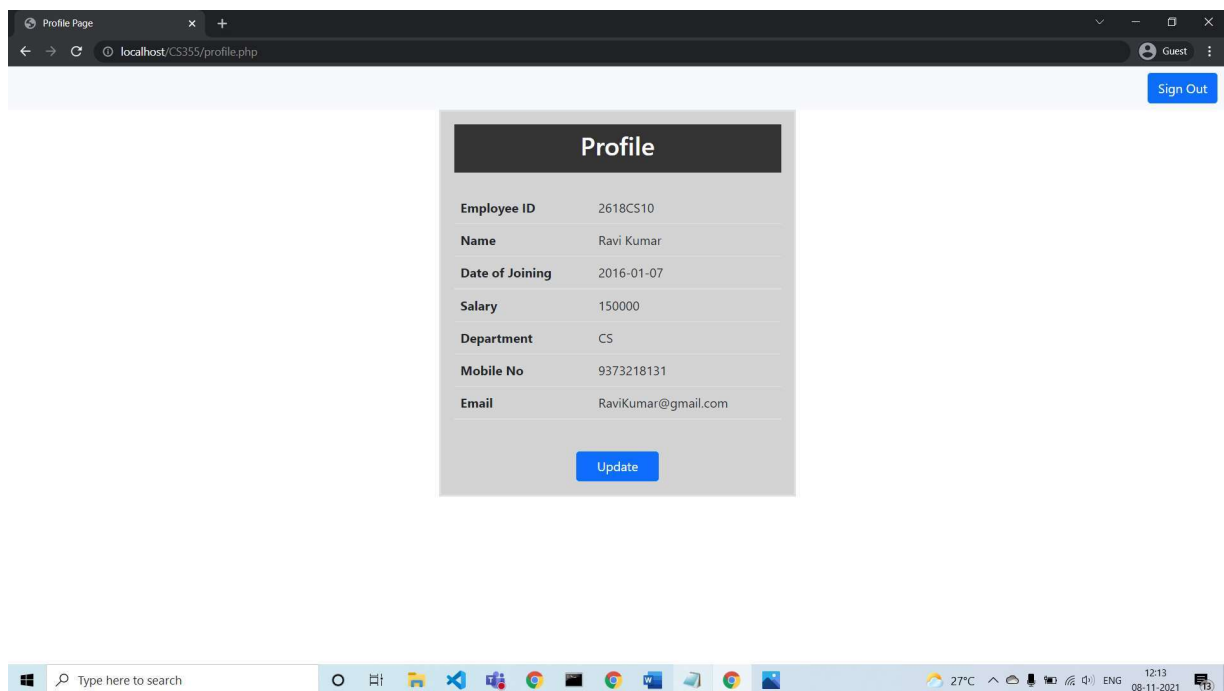 Profile Page
localhost/CS355/profile.php
Guest
Sign Out
Profile
Employee ID 2618CS10
Name Ravi Kumar
Date of Joining 2016-01-07
Salary 150000
Department CS
Mobile No 9373218131
Email RaviKumar@gmail.com
Update
Type here to search
27°C ENG 12:13
08-11-2021 13